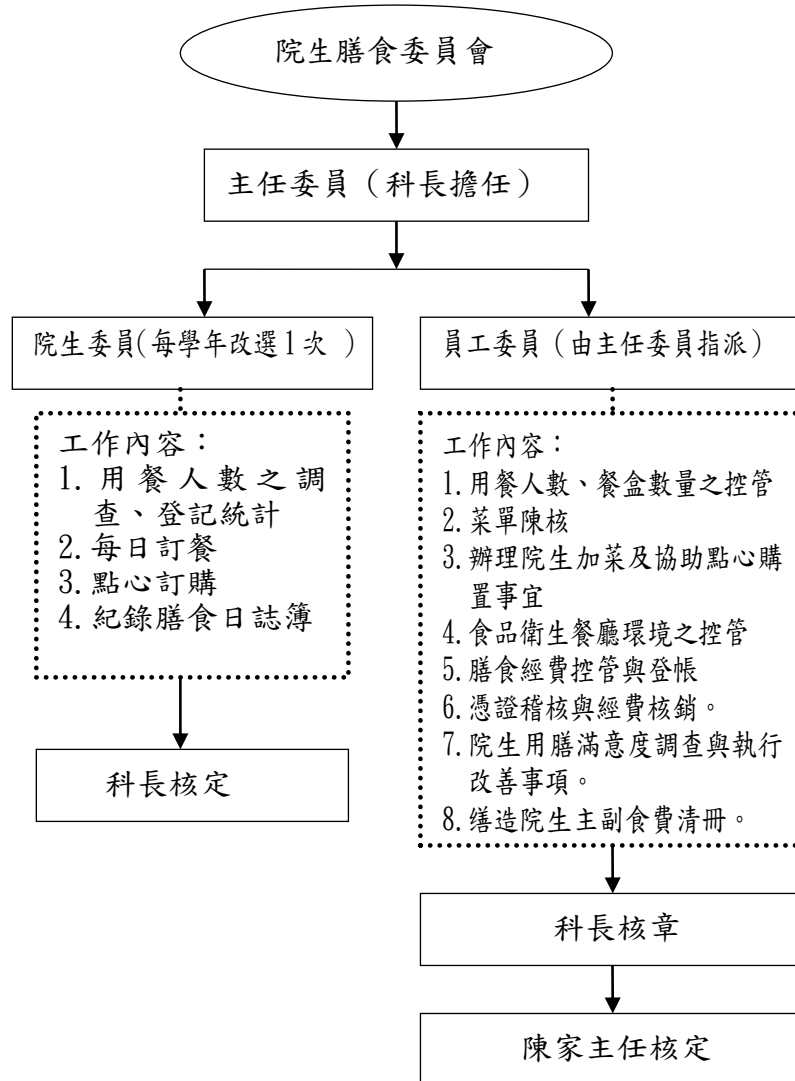 院生膳食委員會
主任委員（科長擔任）
院生委員(每學年改選1次 )
工作內容：
1. 用餐人數之調
查、登記統計
2. 每日訂餐
3. 點心訂購
4. 紀錄膳食日誌簿
科長核定
員工委員（由主任委員指派）
工作內容：
1. 用餐人數、餐盒數量之控管
2. 菜單陳核
3. 辦理院生加菜及協助點心購
置事宜
4. 食品衛生餐廳環境之控管
5. 膳食經費控管與登帳
6. 憑證稽核與經費核銷。
7. 院生用膳滿意度調查與執行
改善事項。
8. 缮造院生主副食費清冊。
科長核章
陳家主任核定